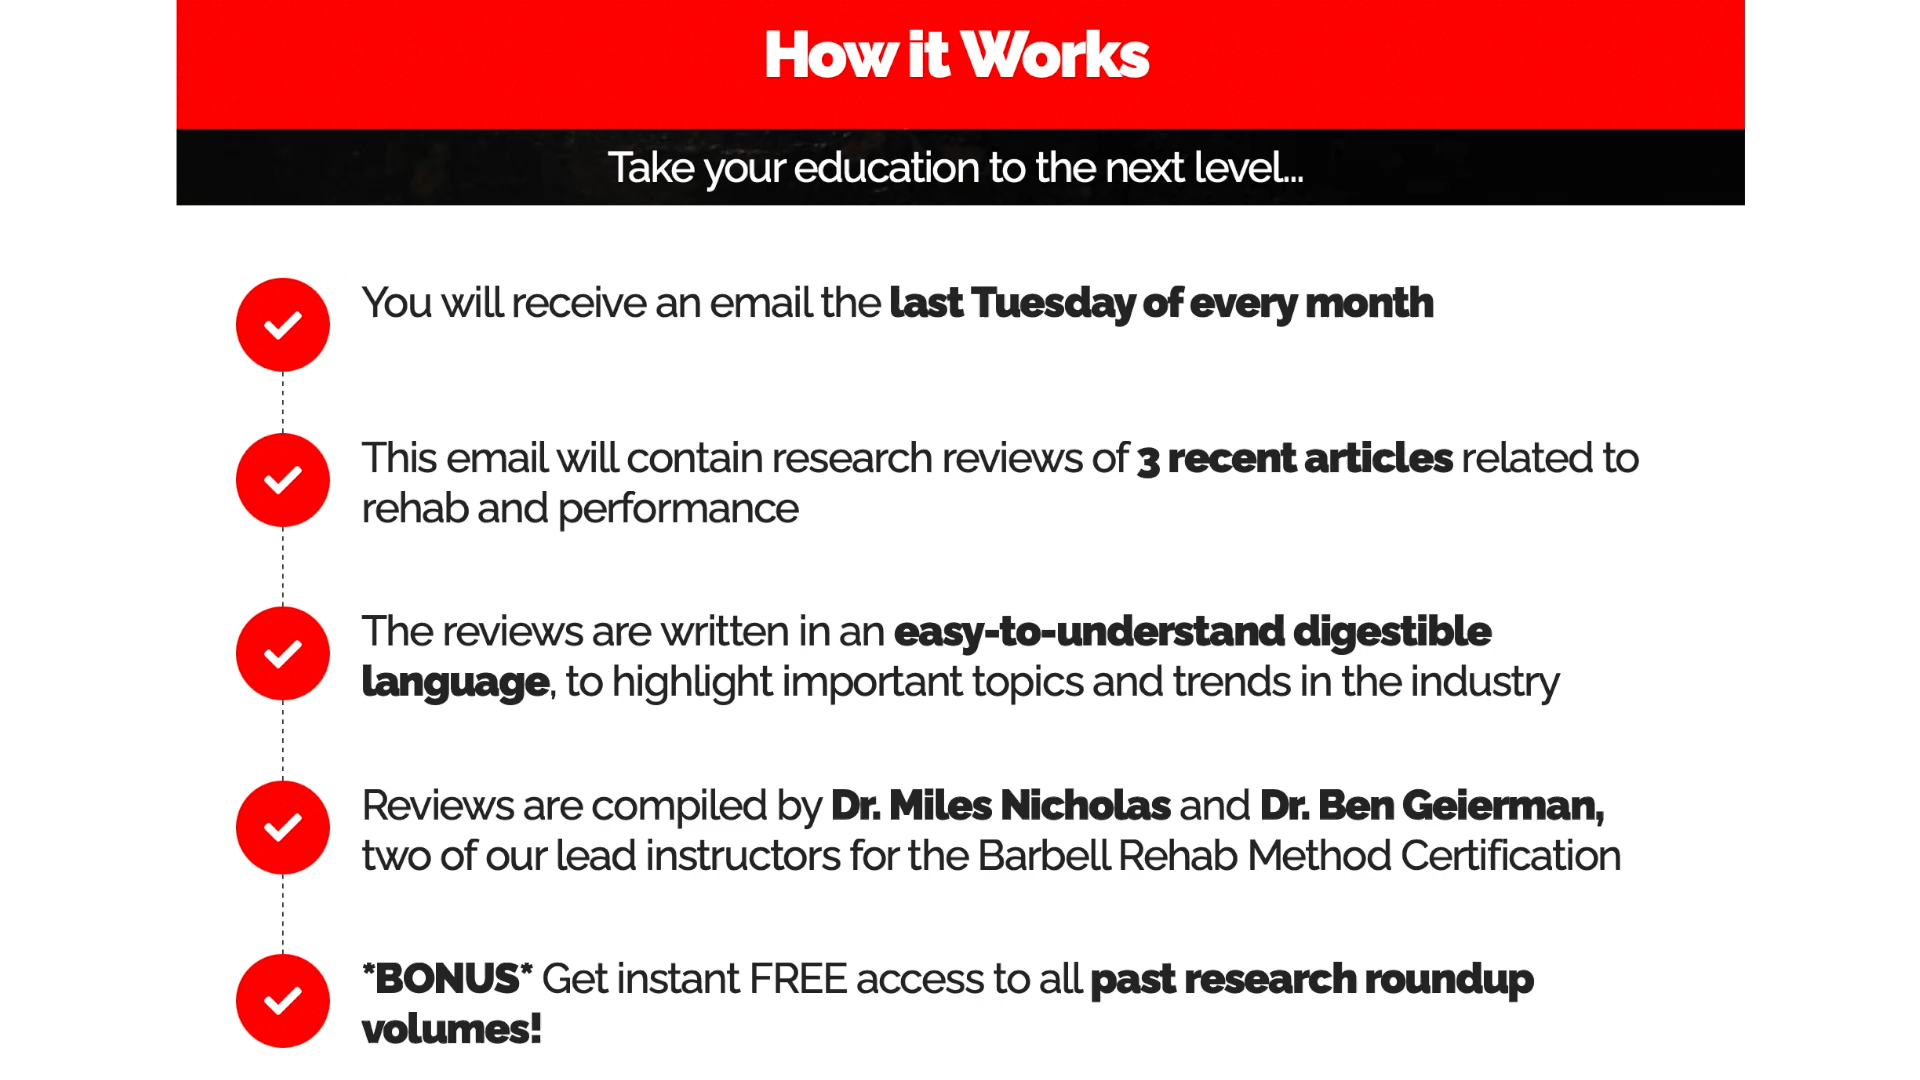 How it Works
Take your education to the next level...
You will receive an email the last Tuesday of every month
This email will contain research reviews of 3 recent articles related to
rehab and performance
The reviews are written in an easy-to-understand digestible
language, to highlight important topics and trends in the industry
Reviews are compiled by Dr. Miles Nicholas and Dr. Ben Geierman,
two of our lead instructors for the Barbell Rehab Method Certification
*BONUS* Get instant FREE access to all past research roundup
volumes!